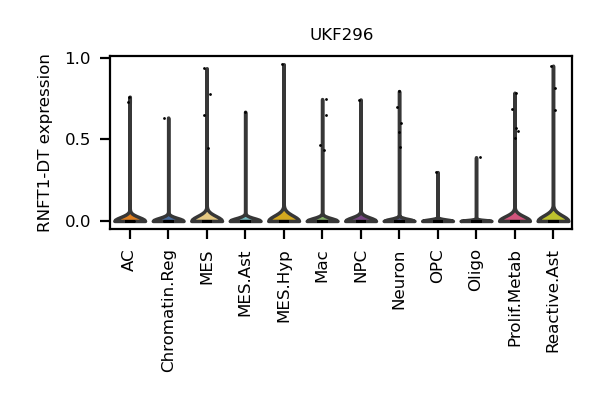 UKF296
RNFT1-DT expression
1.0
0.5
0.0
AC
Chromatin.Reg
MES
MES.Ast
MES.Hyp
Mac
NPC
Neuron
OPC
Oligo
Prolif.Metab
Reactive.Ast